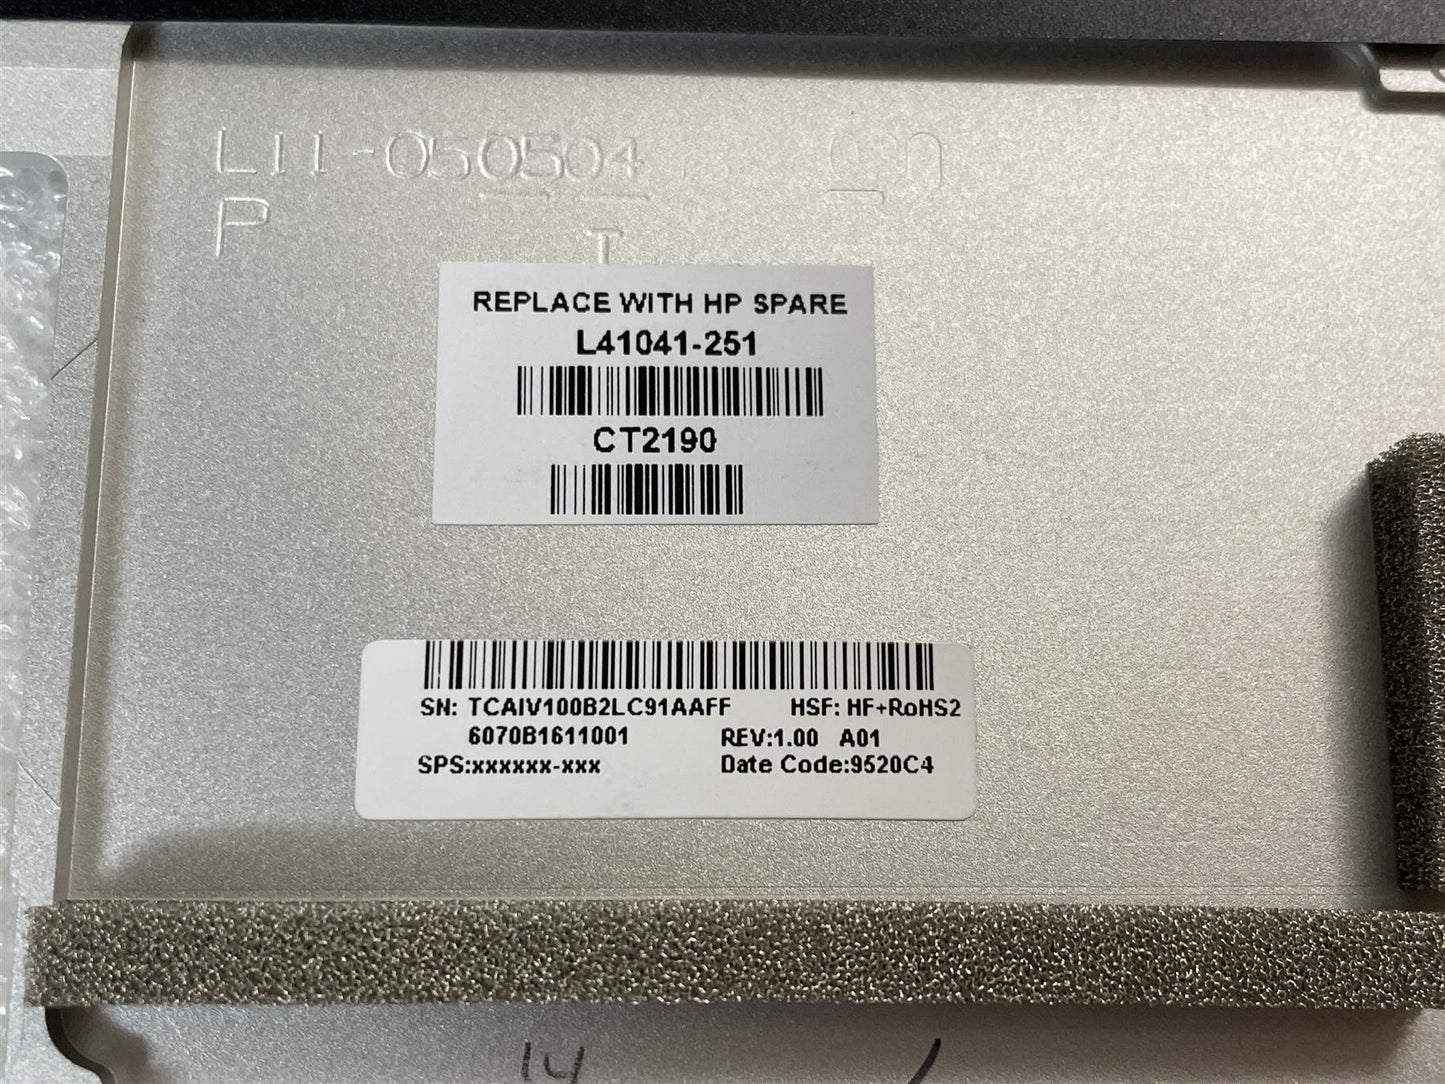 L11-050504
P
T
REPLACE WITH HP SPARE
L41041-251
CT2190
SN: TCAIV100B2LC91AAFF HSF: HF+RoHS2
6070B1611001 REV:1.00 A01
SPS:xxxxxx-xxx Date Code:9520C4
14